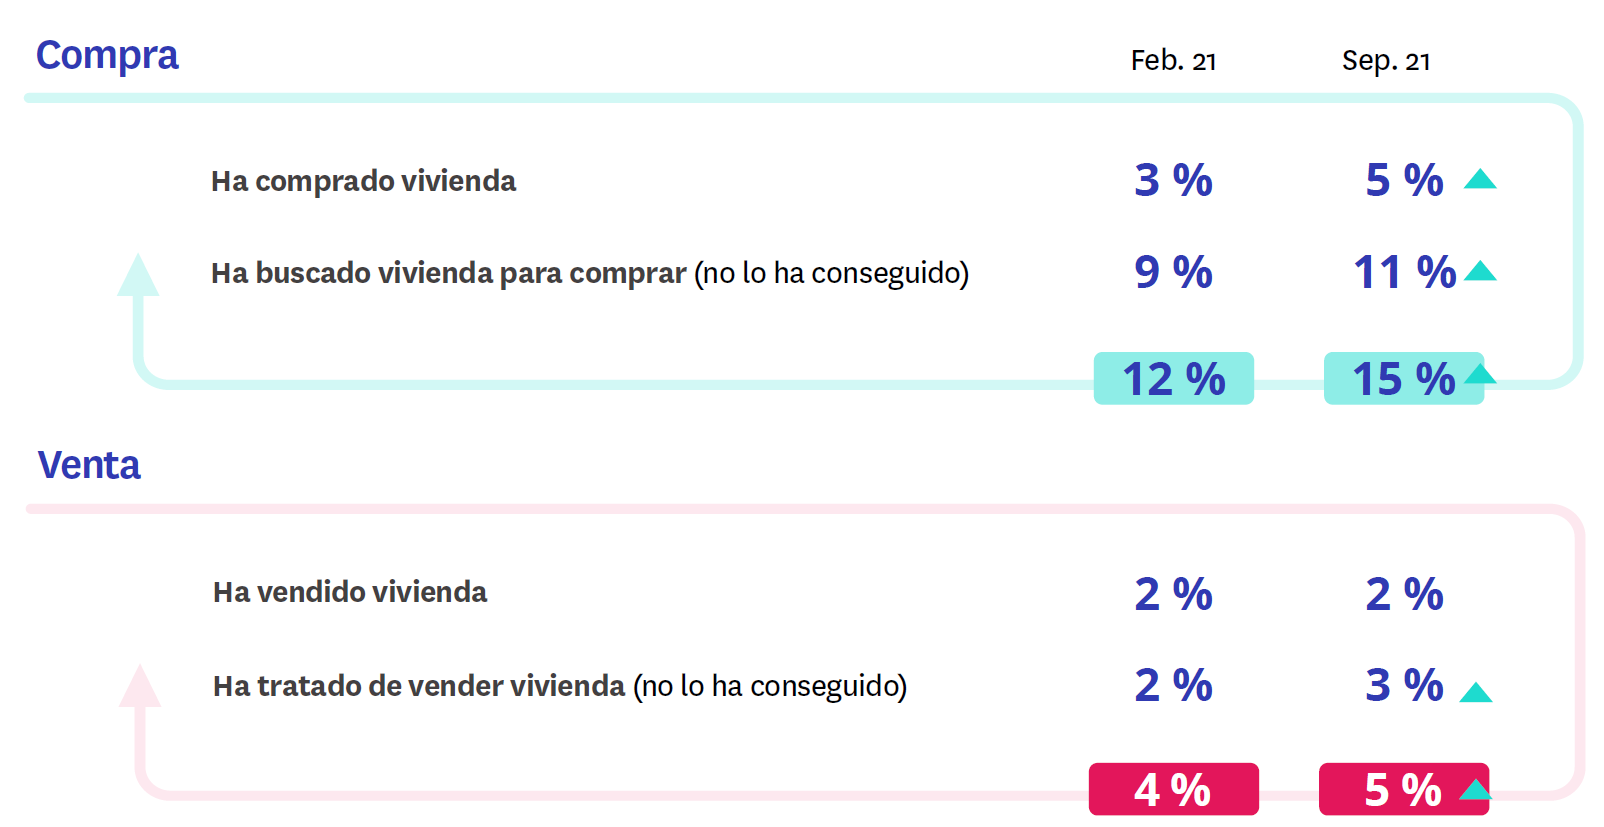 Compra Feb. 21 Sep. 21
Ha comprado vivienda 3 % 5 %
Ha buscado vivienda para comprar (no lo ha conseguido) 9 % 11 %
12 % 15 %
Venta
Ha vendido vivienda 2 % 2 %
Ha tratado de vender vivienda (no lo ha conseguido) 2 % 3 %
4 % 5 %